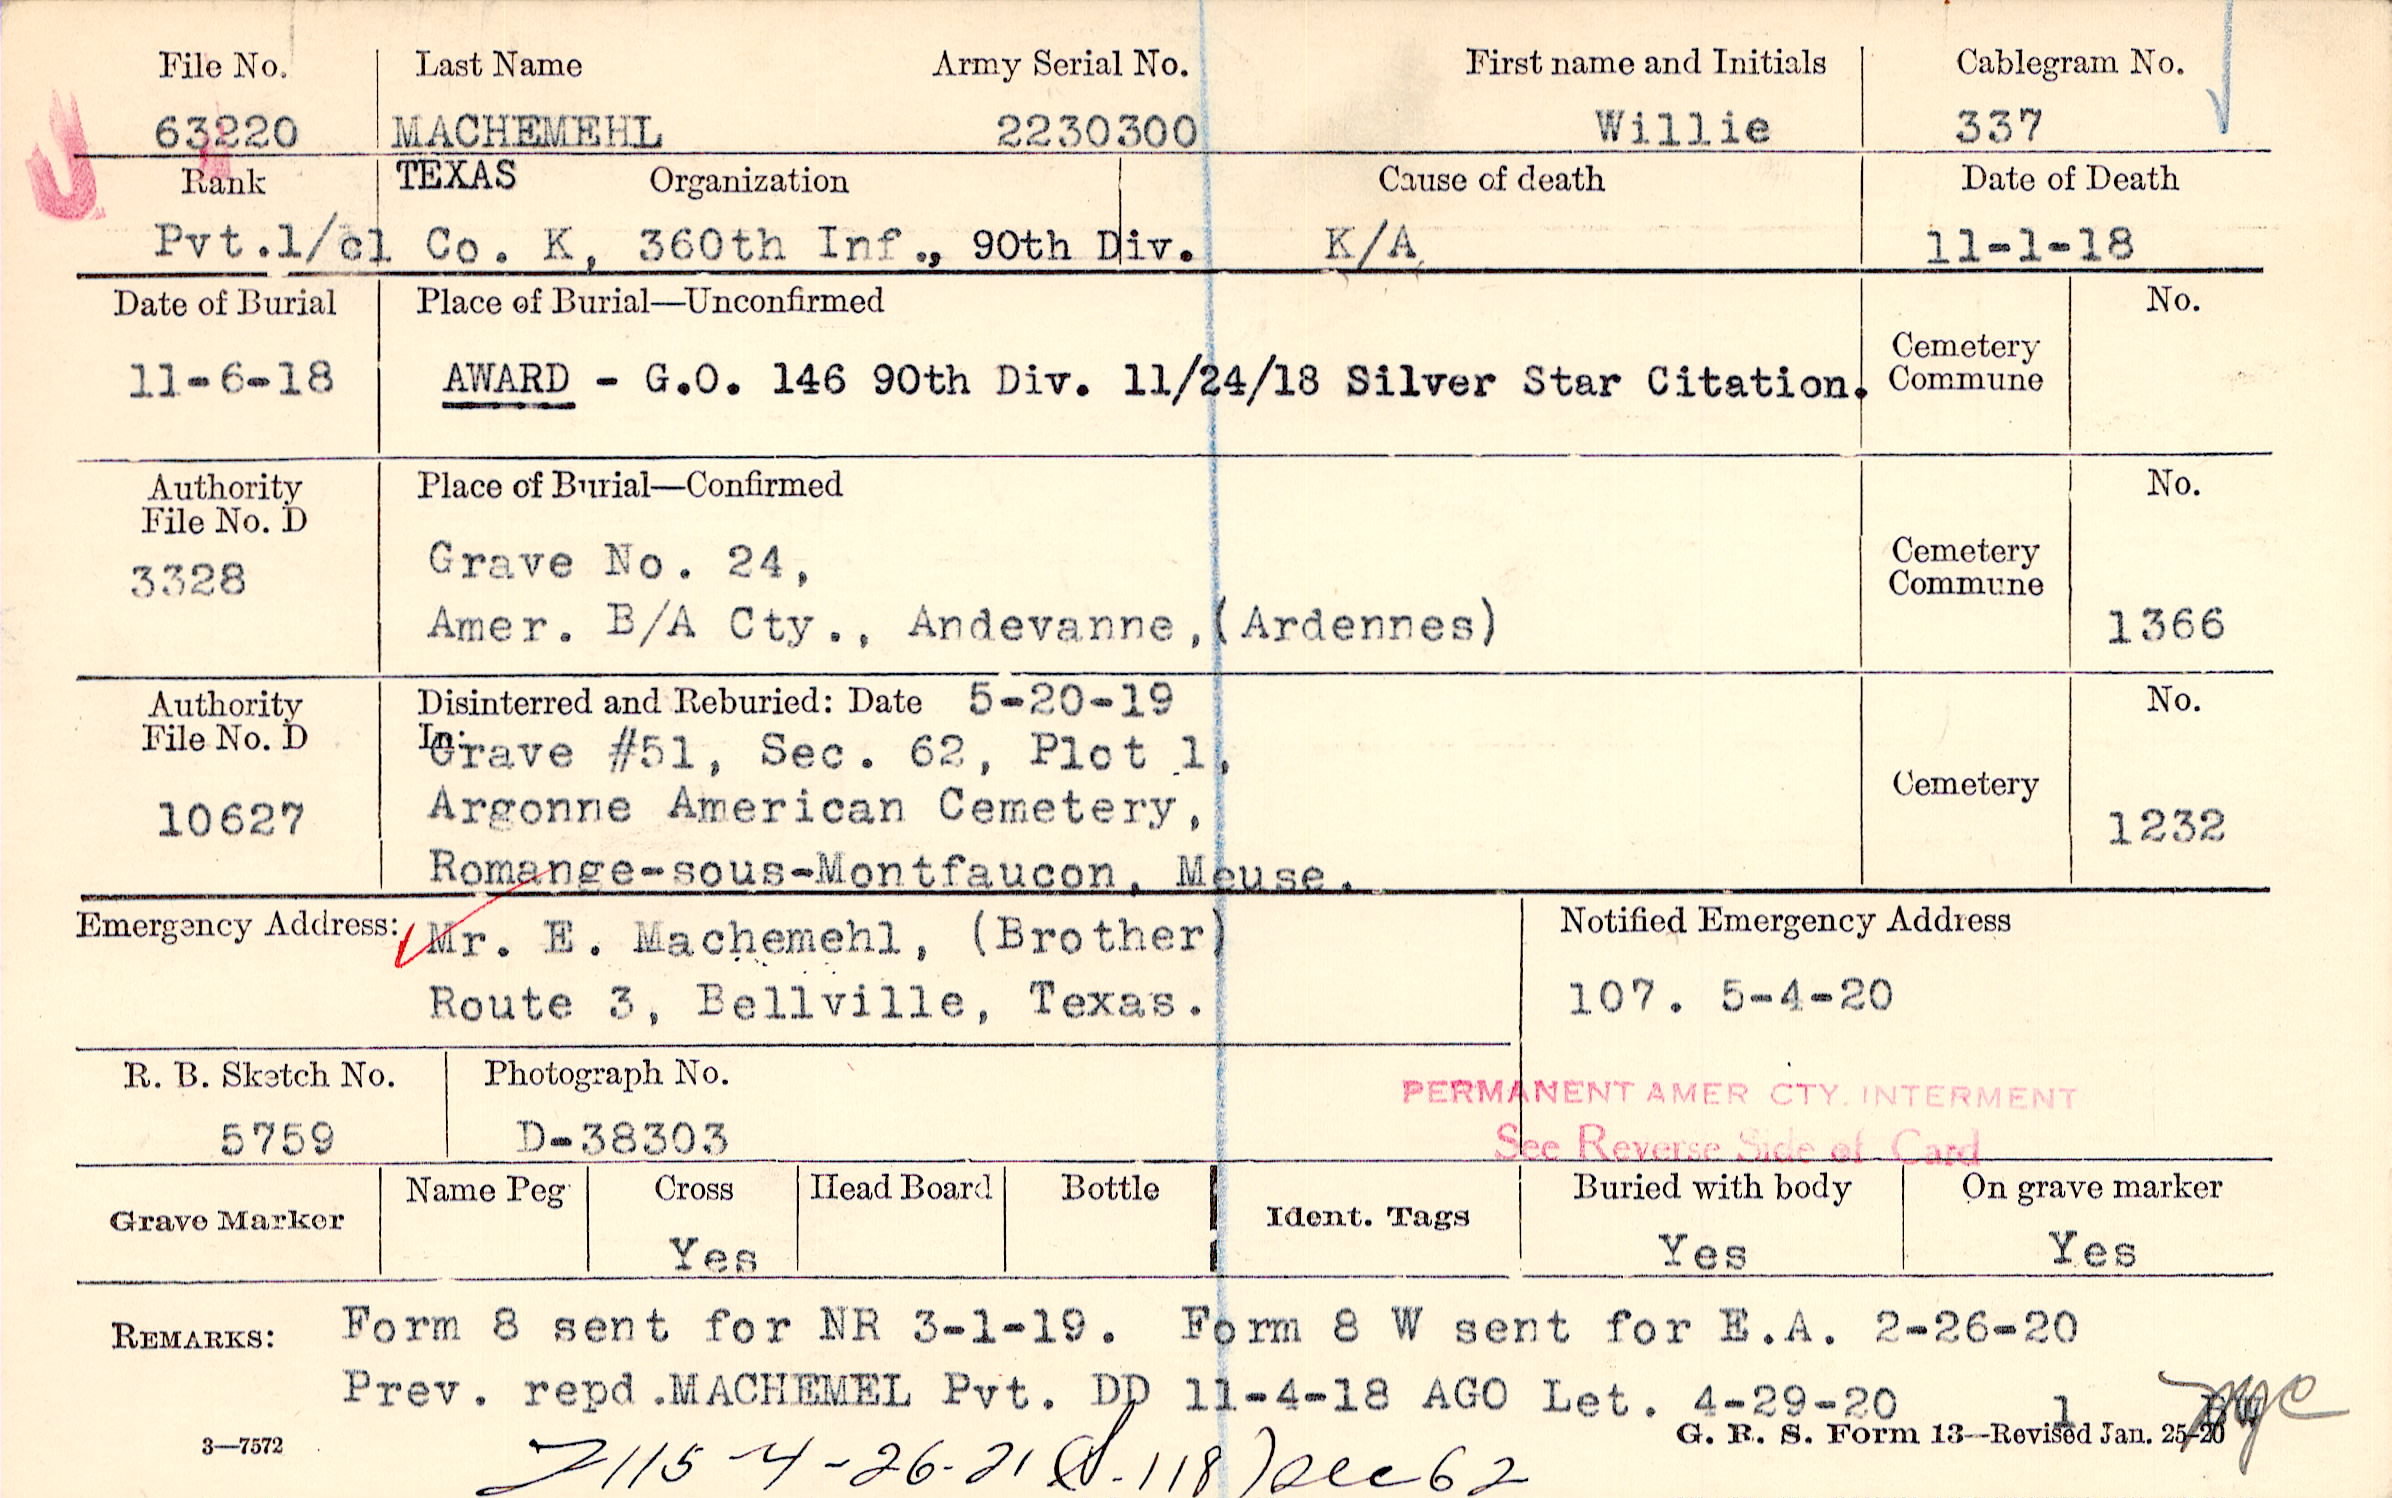 File No. Last Name Army Serial No. First name and Initials Cablegram No.
63220 MACHEMEHL 2230300 Willie 337
Rank TEXAS Organization Cause of death Date of Death
Pvt.1/cl Co. K, 360th Inf., 90th Div. K/A 11-1-18
Date of Burial Place of Burial—Unconfirmed No.
Cemetery
11-6-18 AWARD - G.O. 146 90th Div. 11/24/18 Silver Star Citation. Commune
Authority Place of Burial—Confirmed No.
File No. D
3328 Grave No. 24, Cemetery
Commune
Amer. B/A Cty., Andevanne,(Ardennes) 1366
Authority Disinterred and Reburied: Date 5-20-19 No.
File No. D In:
Grave #51, Sec. 62, Plot 1,
Cemetery
10627 Argonne American Cemetery, 1232
Romange-sous-Montfaucon, Meuse.
Emergency Address: Mr. E. Machemehl, (Brother) Notified Emergency Address
Route 3, Bellville, Texas. 107. 5-4-20
R. B. Sketch No. Photograph No.
PERMANENT AMER CTY. INTERMENT
5759 D-38303 See Reverse Side of Card
Grave Marker Name Peg Cross Head Board Bottle Ident. Tags Buried with body On grave marker
Yes Yes Yes
REMARKS: Form 8 sent for NR 3-1-19. Form 8 W sent for E.A. 2-26-20
Prev. repd.MACHEMEL Pvt. DD 11-4-18 AGO Let. 4-29-20 1
3—7572 G. R. S. Form 13—Revised Jan. 25-20
115-4-26-21 118) sec 62